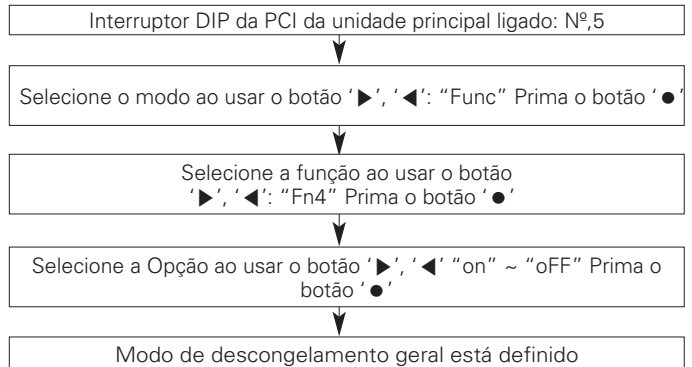 Interruptor DIP da PCI da unidade principal ligado: Nº,5
Selecione o modo ao usar o botão ‘▶’, ‘◀’: “Func” Prima o botão ‘●’
Selecione a função ao usar o botão
‘▶’, ‘◀’: “Fn4” Prima o botão ‘●’
Selecione a Opção ao usar o botão ‘▶’, ‘◀’ “on” ~ “oFF” Prima o
botão ‘●’
Modo de descongelamento geral está definido